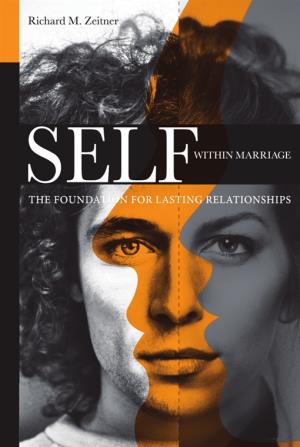 Richard M. Zeitner
SELF WITHIN MARRIAGE
THE FOUNDATION FOR LASTING RELATIONSHIPS